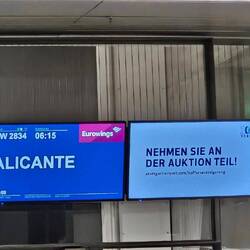 W 2834 06:15
Eurowings
ALICANTE
NEHMEN SIE AN
DER AUKTION TEIL!